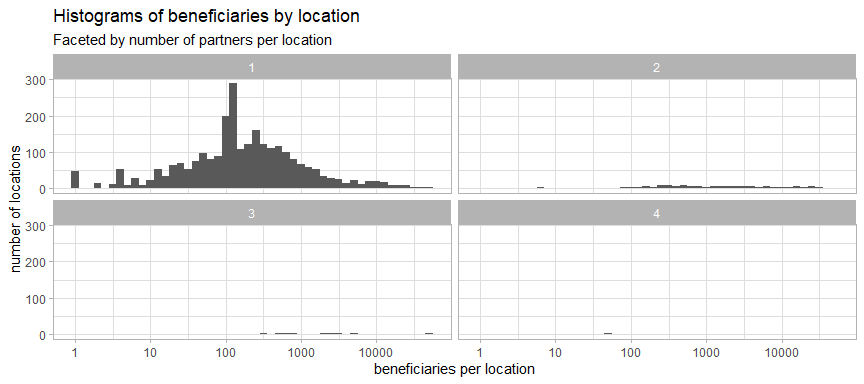 Histograms of beneficiaries by location
Faceted by number of partners per location
1
2
300
200
100
0
3
4
300
200
100
0
number of locations
1 10 100 1000 10000
1 10 100 1000 10000
beneficiaries per location